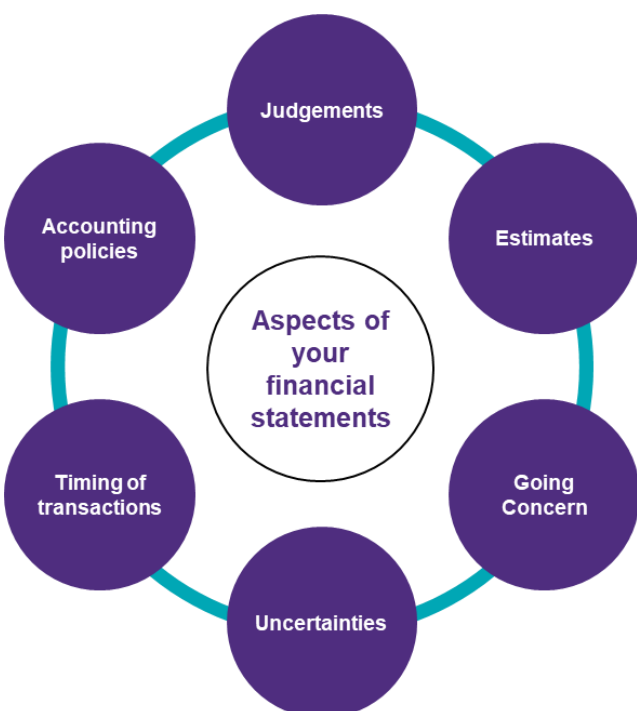 Judgements
Estimates
Going
Concern
Uncertainties
Timing of
transactions
Accounting
policies
Aspects of
your
financial
statements